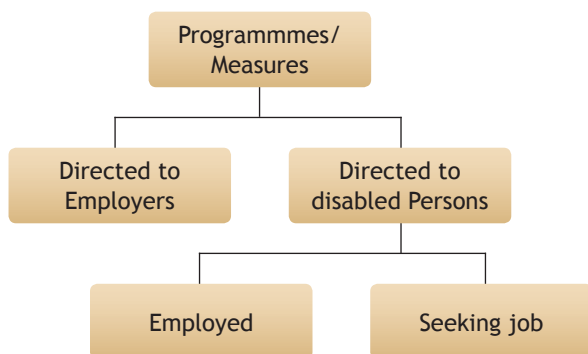 Programmmes/
Measures
Directed to
Employers
Directed to
disabled Persons
Employed
Seeking job